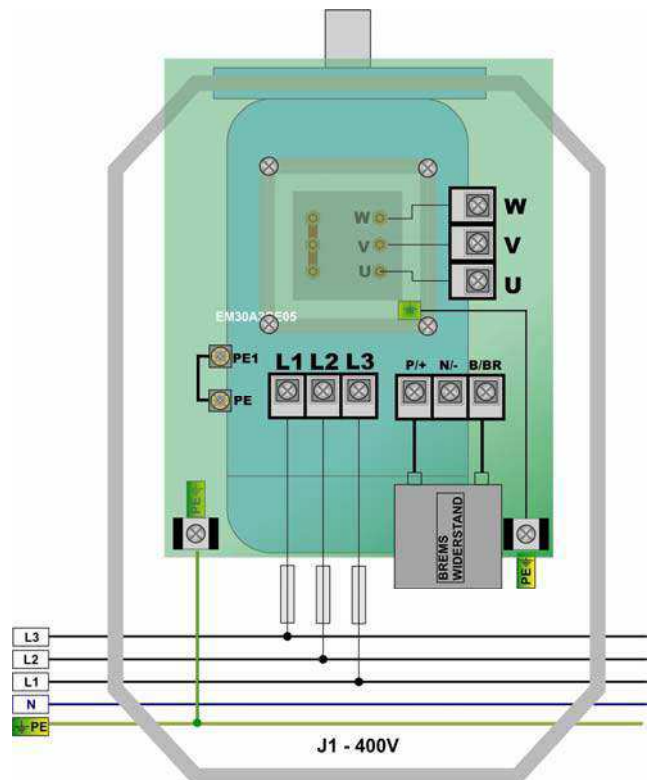 W
V
U
W
V
U
PE1
PE
L1 L2 L3
P/+ N/- B/BR
PE
BREMS
WIDERSTAND
PE
L3
L2
L1
N
PE
J1 - 400V